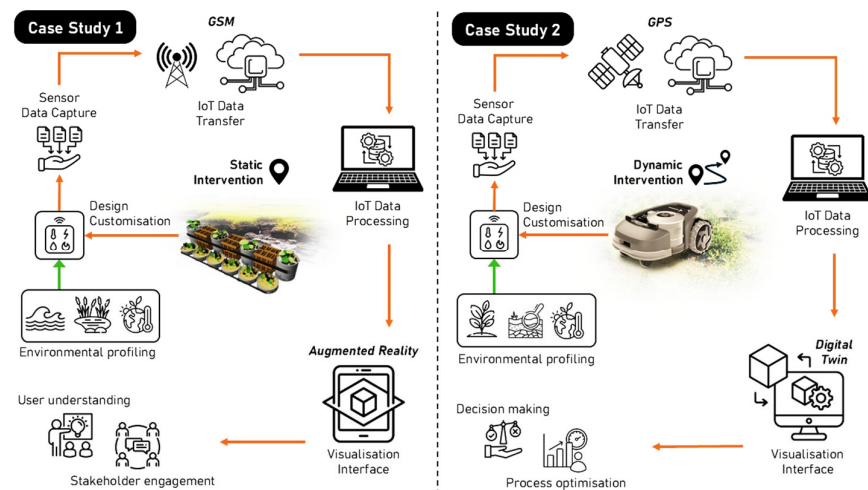 Case Study 1
GSM
Sensor
Data Capture
IoT Data
Transfer
Static
Intervention
IoT Data
Processing
Design
Customisation
Environmental profiling
Augmented Reality
Visualisation
Interface
User understanding
Stakeholder engagement
Case Study 2
GPS
Sensor
Data Capture
IoT Data
Transfer
Dynamic
Intervention
IoT Data
Processing
Design
Customisation
Environmental profiling
Digital
Twin
Visualisation
Interface
Decision making
Process optimisation